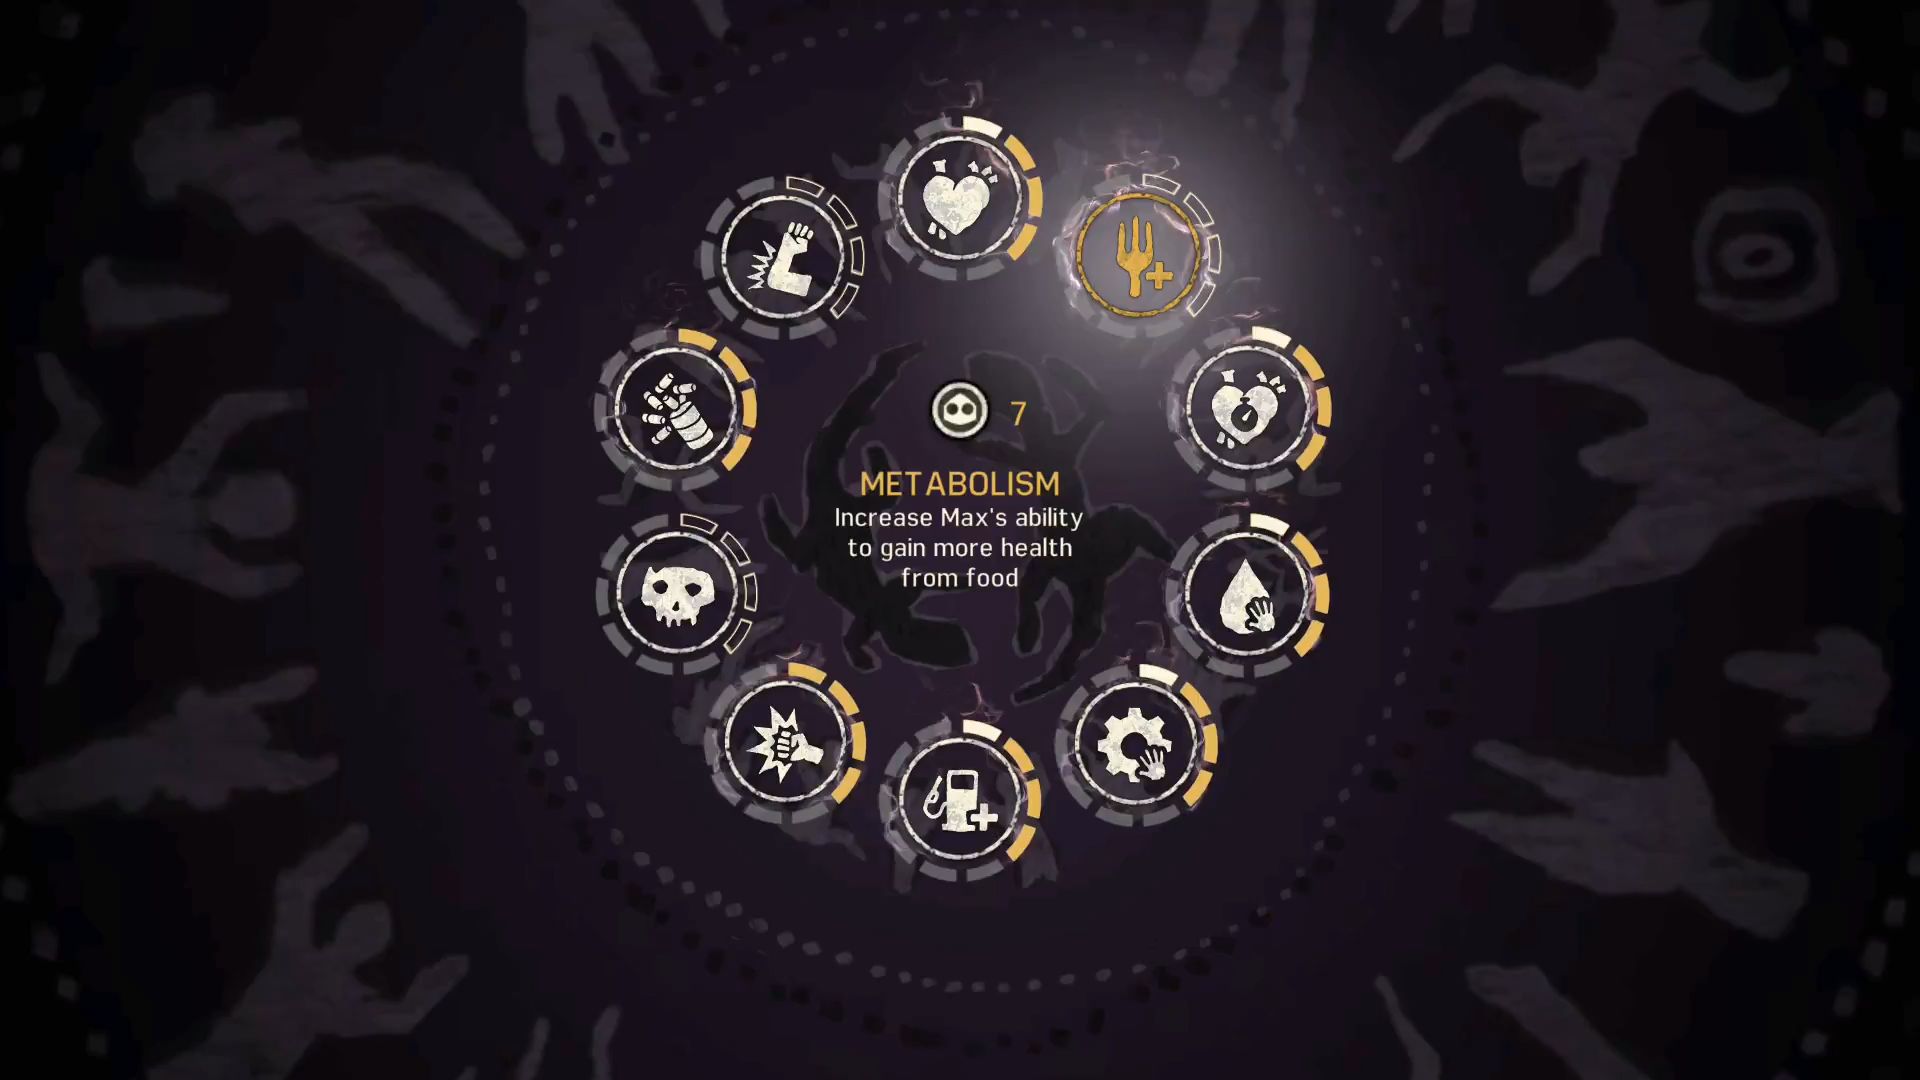 7
METABOLISM
Increase Max's ability
to gain more health
from food